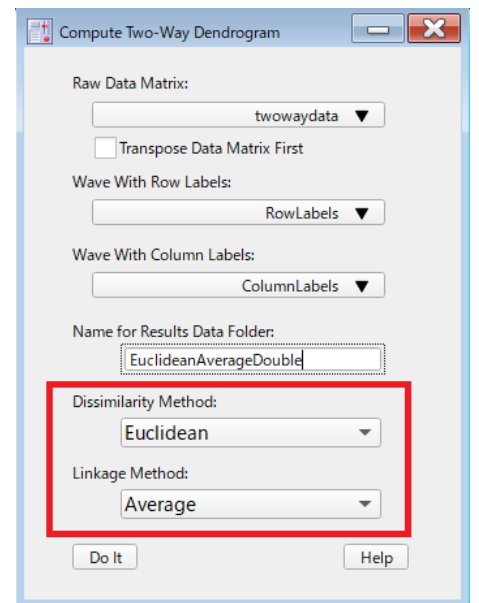 Compute Two-Way Dendrogram
Raw Data Matrix:
twowaydata ▼
Transpose Data Matrix First
Wave With Row Labels:
RowLabels ▼
Wave With Column Labels:
ColumnLabels ▼
Name for Results Data Folder:
EuclideanAverageDouble
Dissimilarity Method:
Euclidean
Linkage Method:
Average
Do It
Help